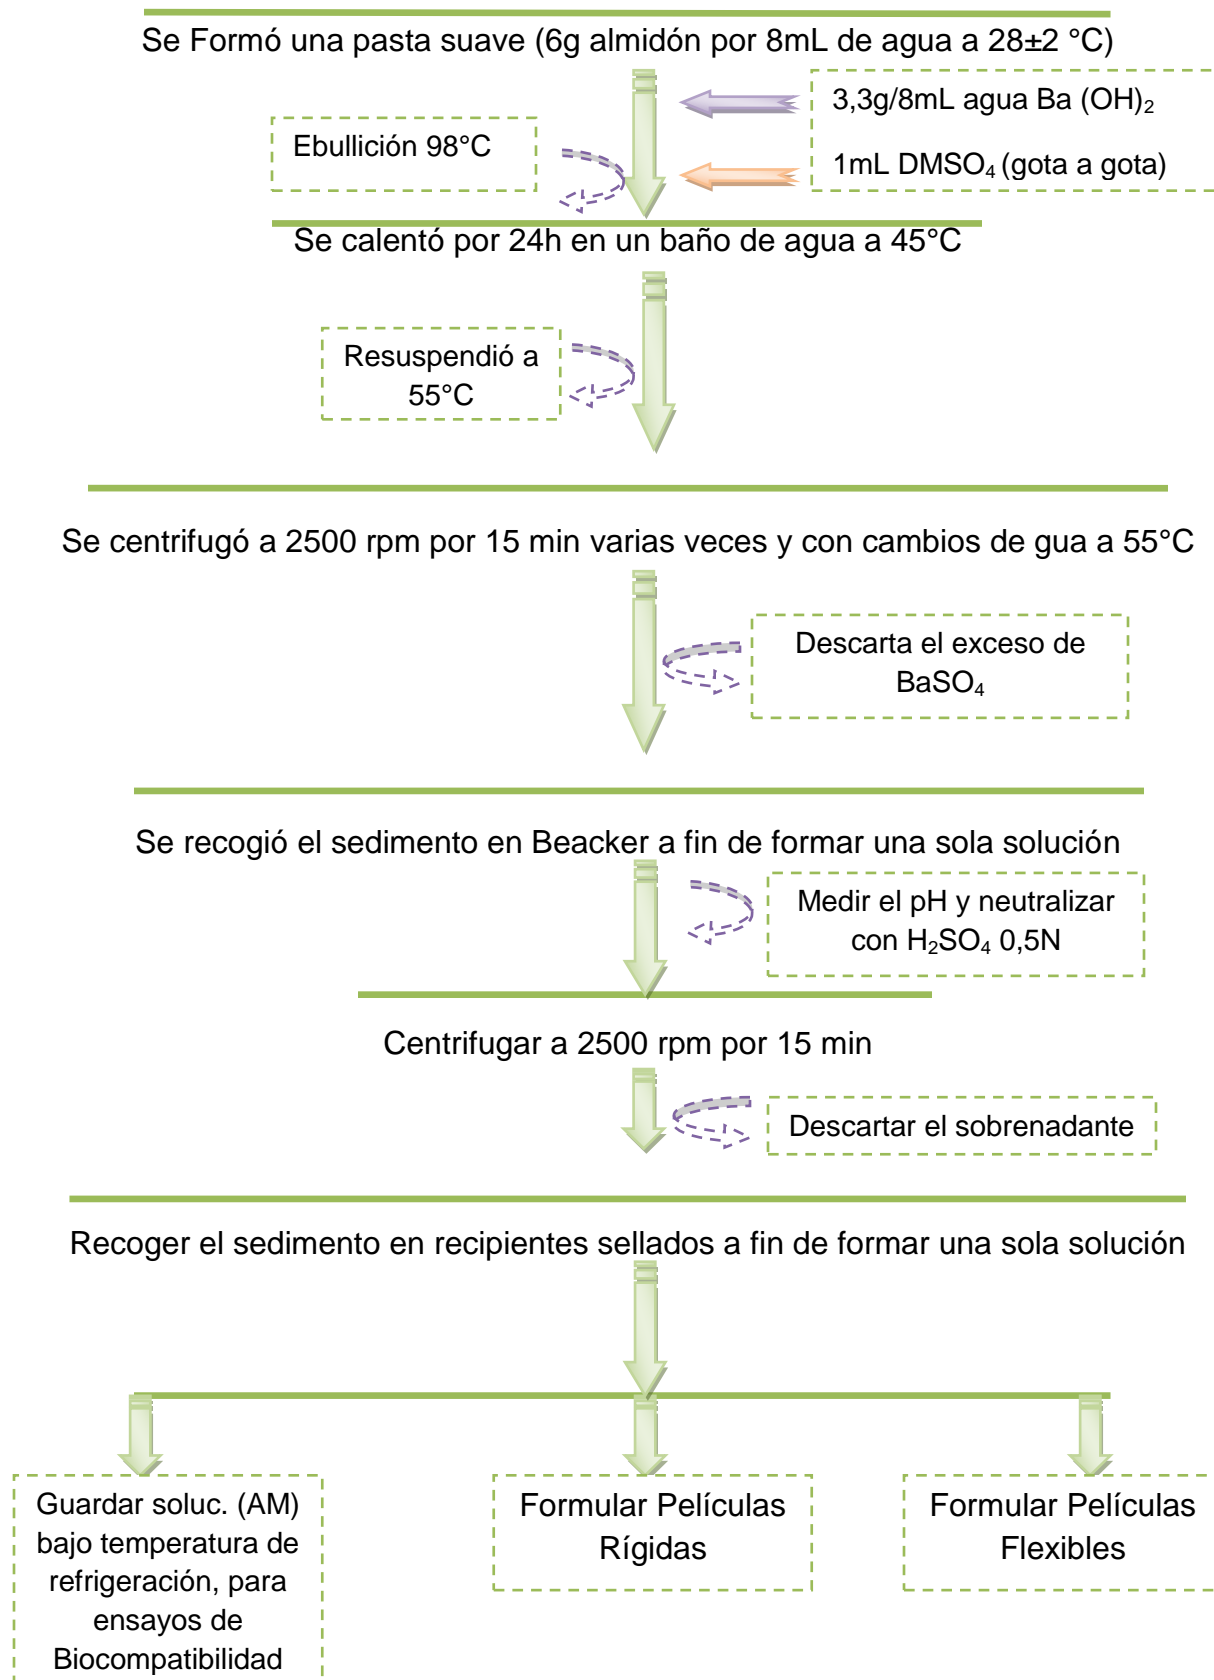 Se Formó una pasta suave (6g almidón por 8mL de agua a 28±2 °C)
3,3g/8mL agua Ba (OH)₂
Ebullición 98°C
1mL DMSO₄ (gota a gota)
Se calentó por 24h en un baño de agua a 45°C
Resuspendió a
55°C
Se centrifugó a 2500 rpm por 15 min varias veces y con cambios de gua a 55°C
Descarta el exceso de
BaSO₄
Se recogió el sedimento en Beacker a fin de formar una sola solución
Medir el pH y neutralizar
con H₂SO₄ 0,5N
Centrifugar a 2500 rpm por 15 min
Descartar el sobrenadante
Recoger el sedimento en recipientes sellados a fin de formar una sola solución
Guardar soluc. (AM)
bajo temperatura de
refrigeración, para
ensayos de
Biocompatibilidad
Formular Películas
Rígidas
Formular Películas
Flexibles